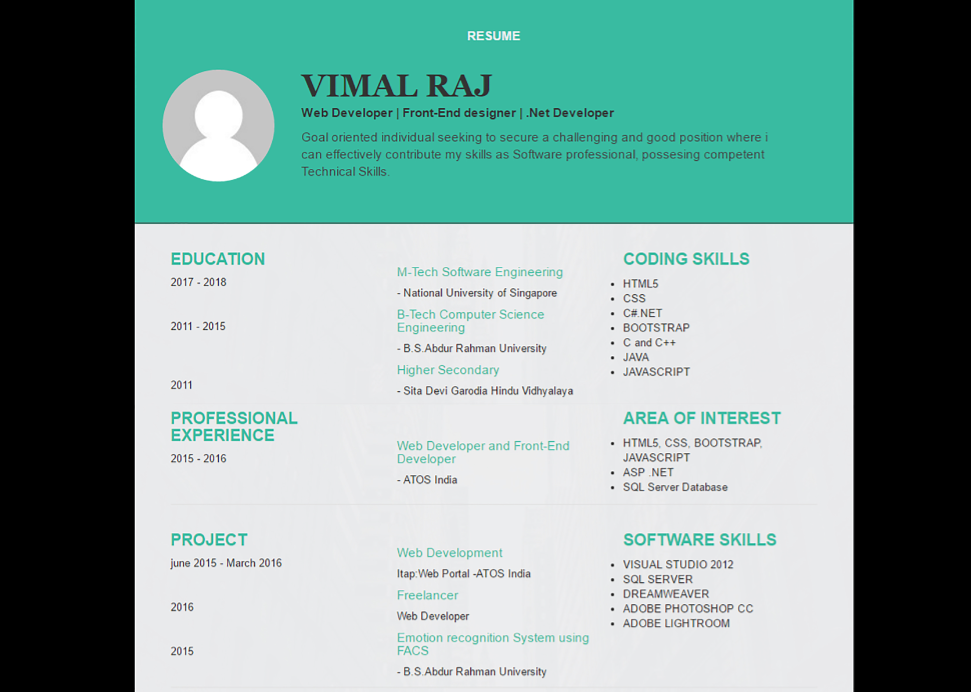 RESUME
VIMAL RAJ
Web Developer | Front-End designer | .Net Developer
Goal oriented individual seeking to secure a challenging and good position where i
can effectively contribute my skills as Software professional, possesing competent
Technical Skills.
EDUCATION
2017 - 2018
M-Tech Software Engineering
- National University of Singapore
2011 - 2015
B-Tech Computer Science
Engineering
- B.S.Abdur Rahman University
2011
Higher Secondary
- Sita Devi Garodia Hindu Vidhyalaya
CODING SKILLS
HTML5
CSS
C#.NET
BOOTSTRAP
C and C++
JAVA
JAVASCRIPT
PROFESSIONAL
EXPERIENCE
2015 - 2016
Web Developer and Front-End
Developer
- ATOS India
AREA OF INTEREST
HTML5, CSS, BOOTSTRAP,
JAVASCRIPT
ASP .NET
SQL Server Database
PROJECT
june 2015 - March 2016
Web Development
Itap:Web Portal -ATOS India
2016
Freelancer
Web Developer
2015
Emotion recognition System using
FACS
- B.S.Abdur Rahman University
SOFTWARE SKILLS
VISUAL STUDIO 2012
SQL SERVER
DREAMWEAVER
ADOBE PHOTOSHOP CC
ADOBE LIGHTROOM